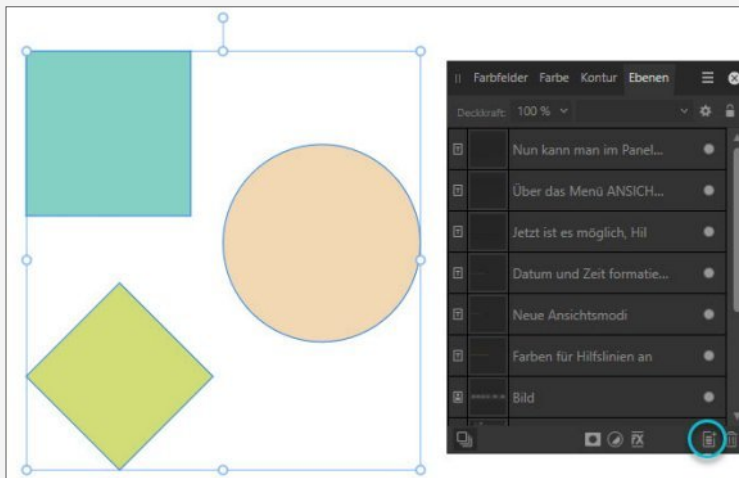 Farbfelder Farbe Kontur Ebenen
Deckkraft: 100 %
Nun kann man im Panel...
Über das Menü ANSICH...
Jetzt ist es möglich, Hil
Datum und Zeit formatie...
Neue Ansichtsmodi
Farben für Hilfslinien an
Bild